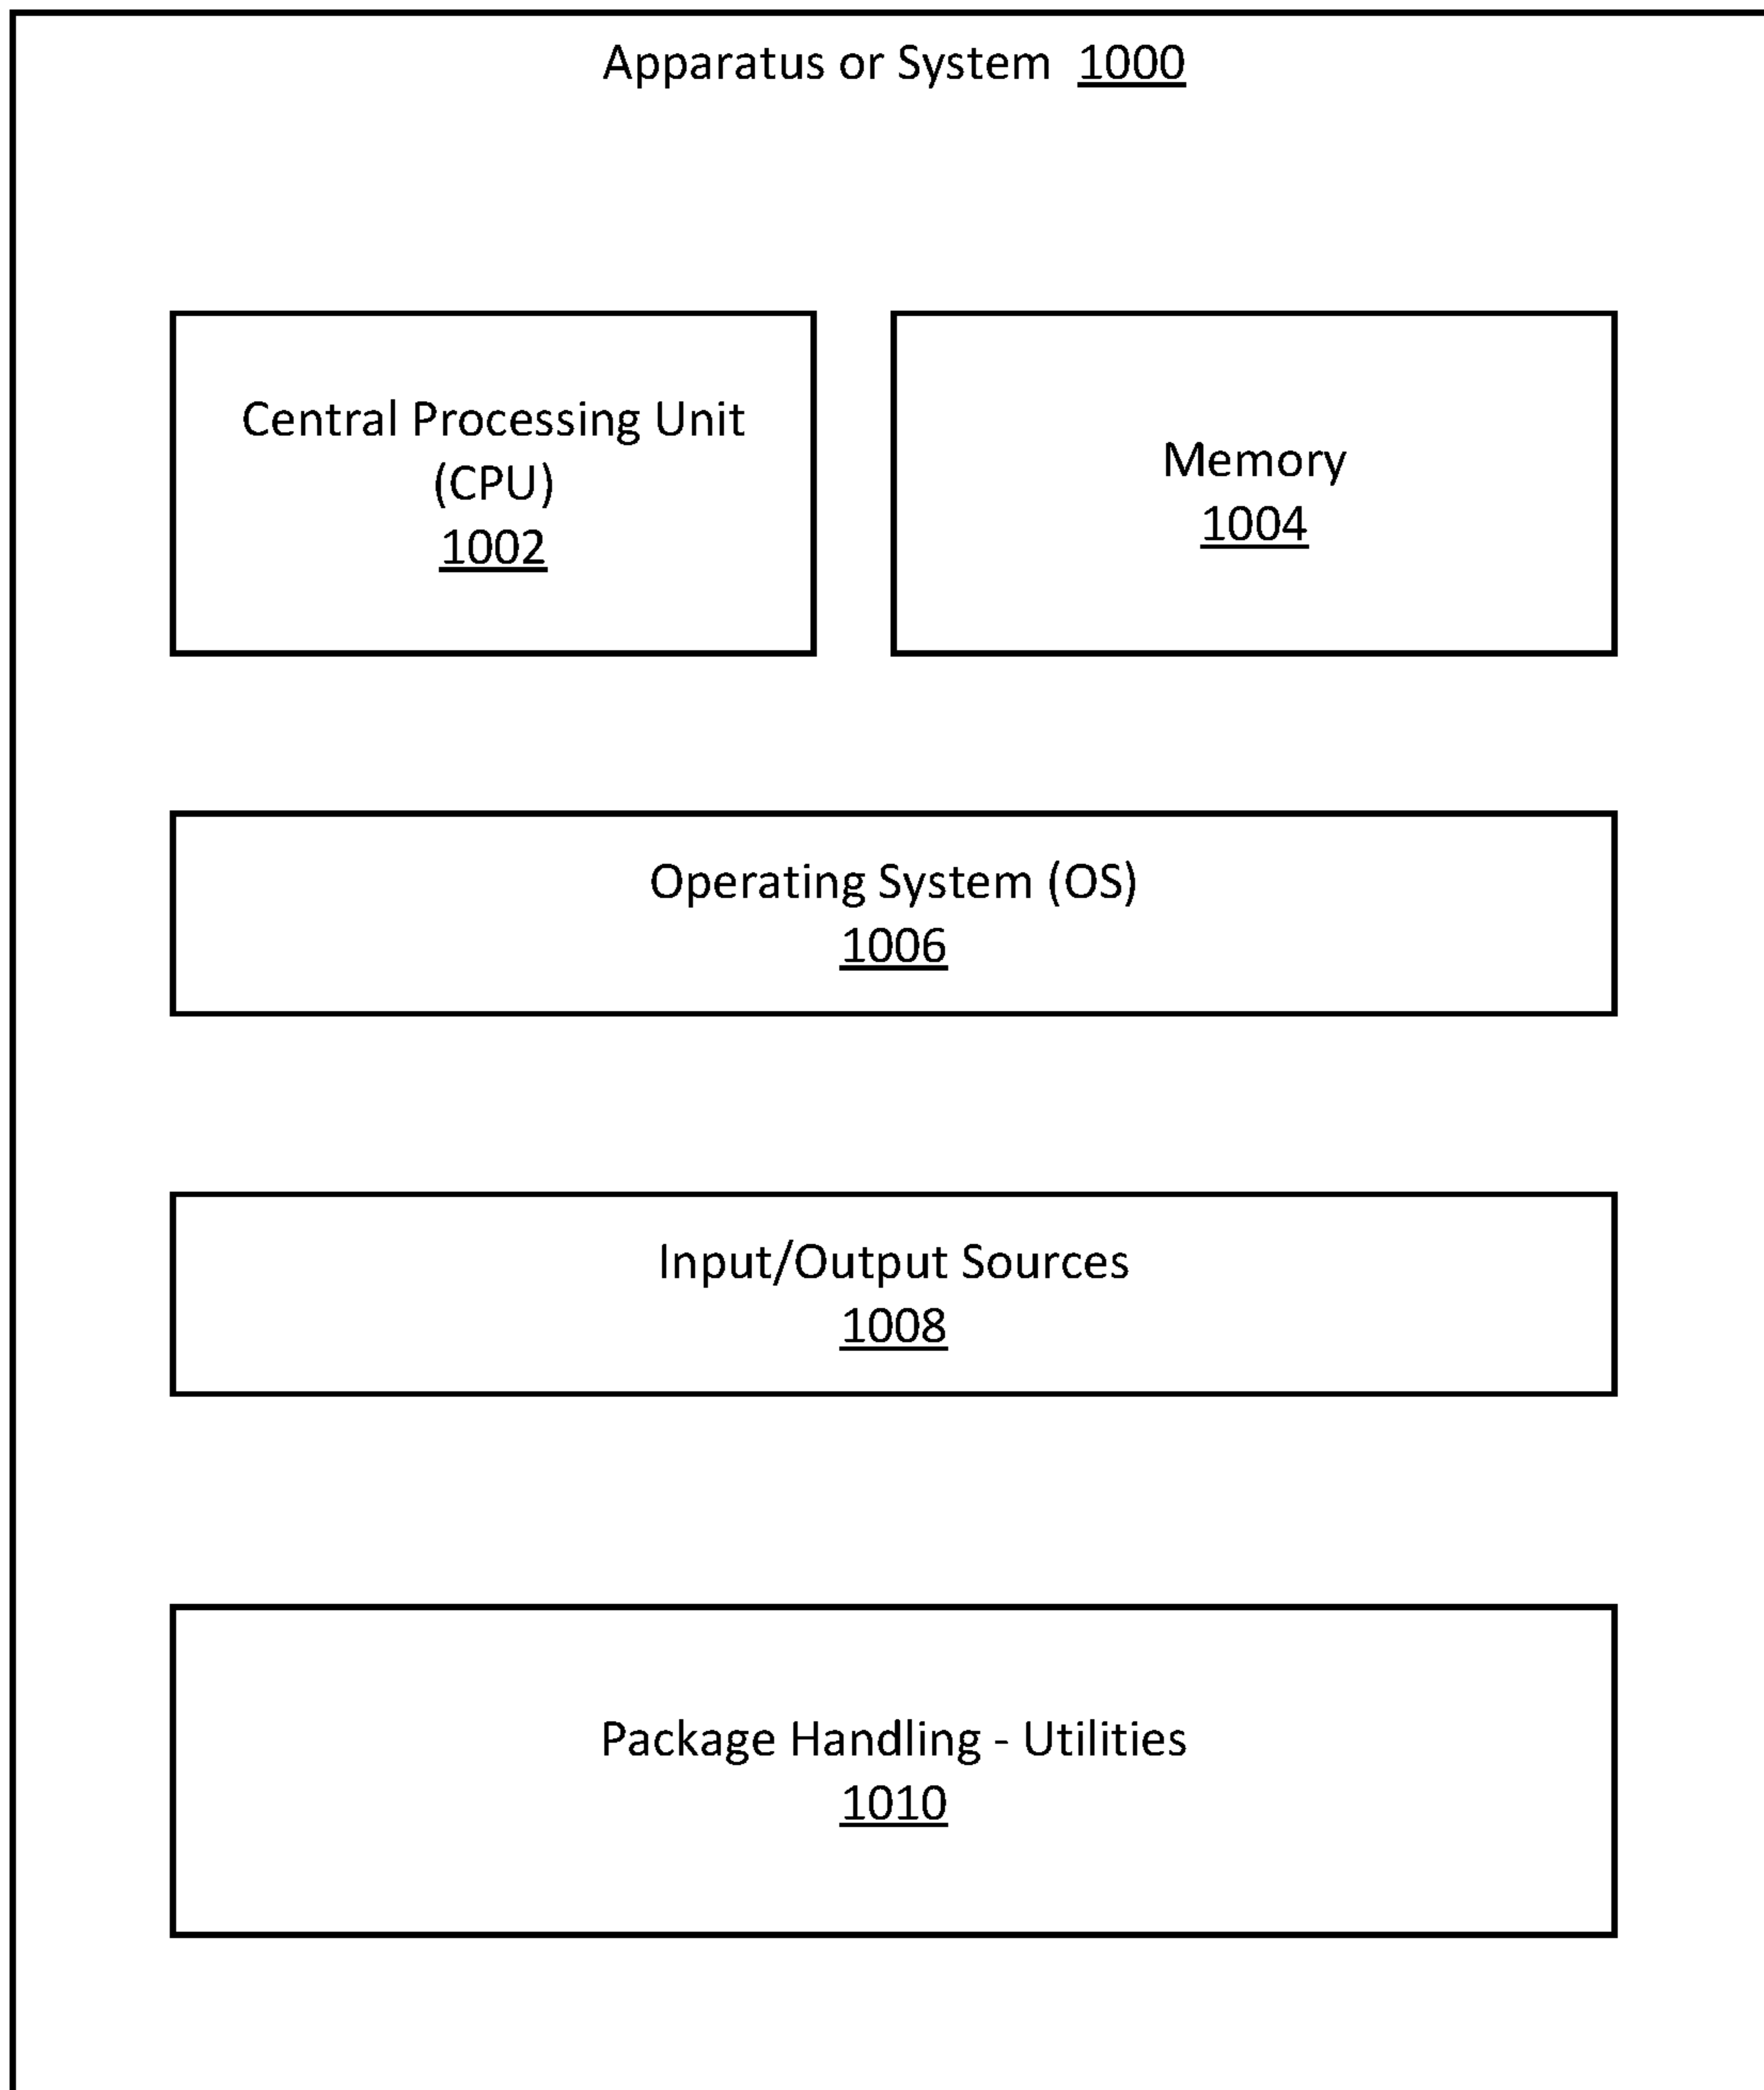 Apparatus or System 1000
Central Processing Unit
(CPU)
1002
Memory
1004
Operating System (OS)
1006
Input/Output Sources
1008
Package Handling - Utilities
1010